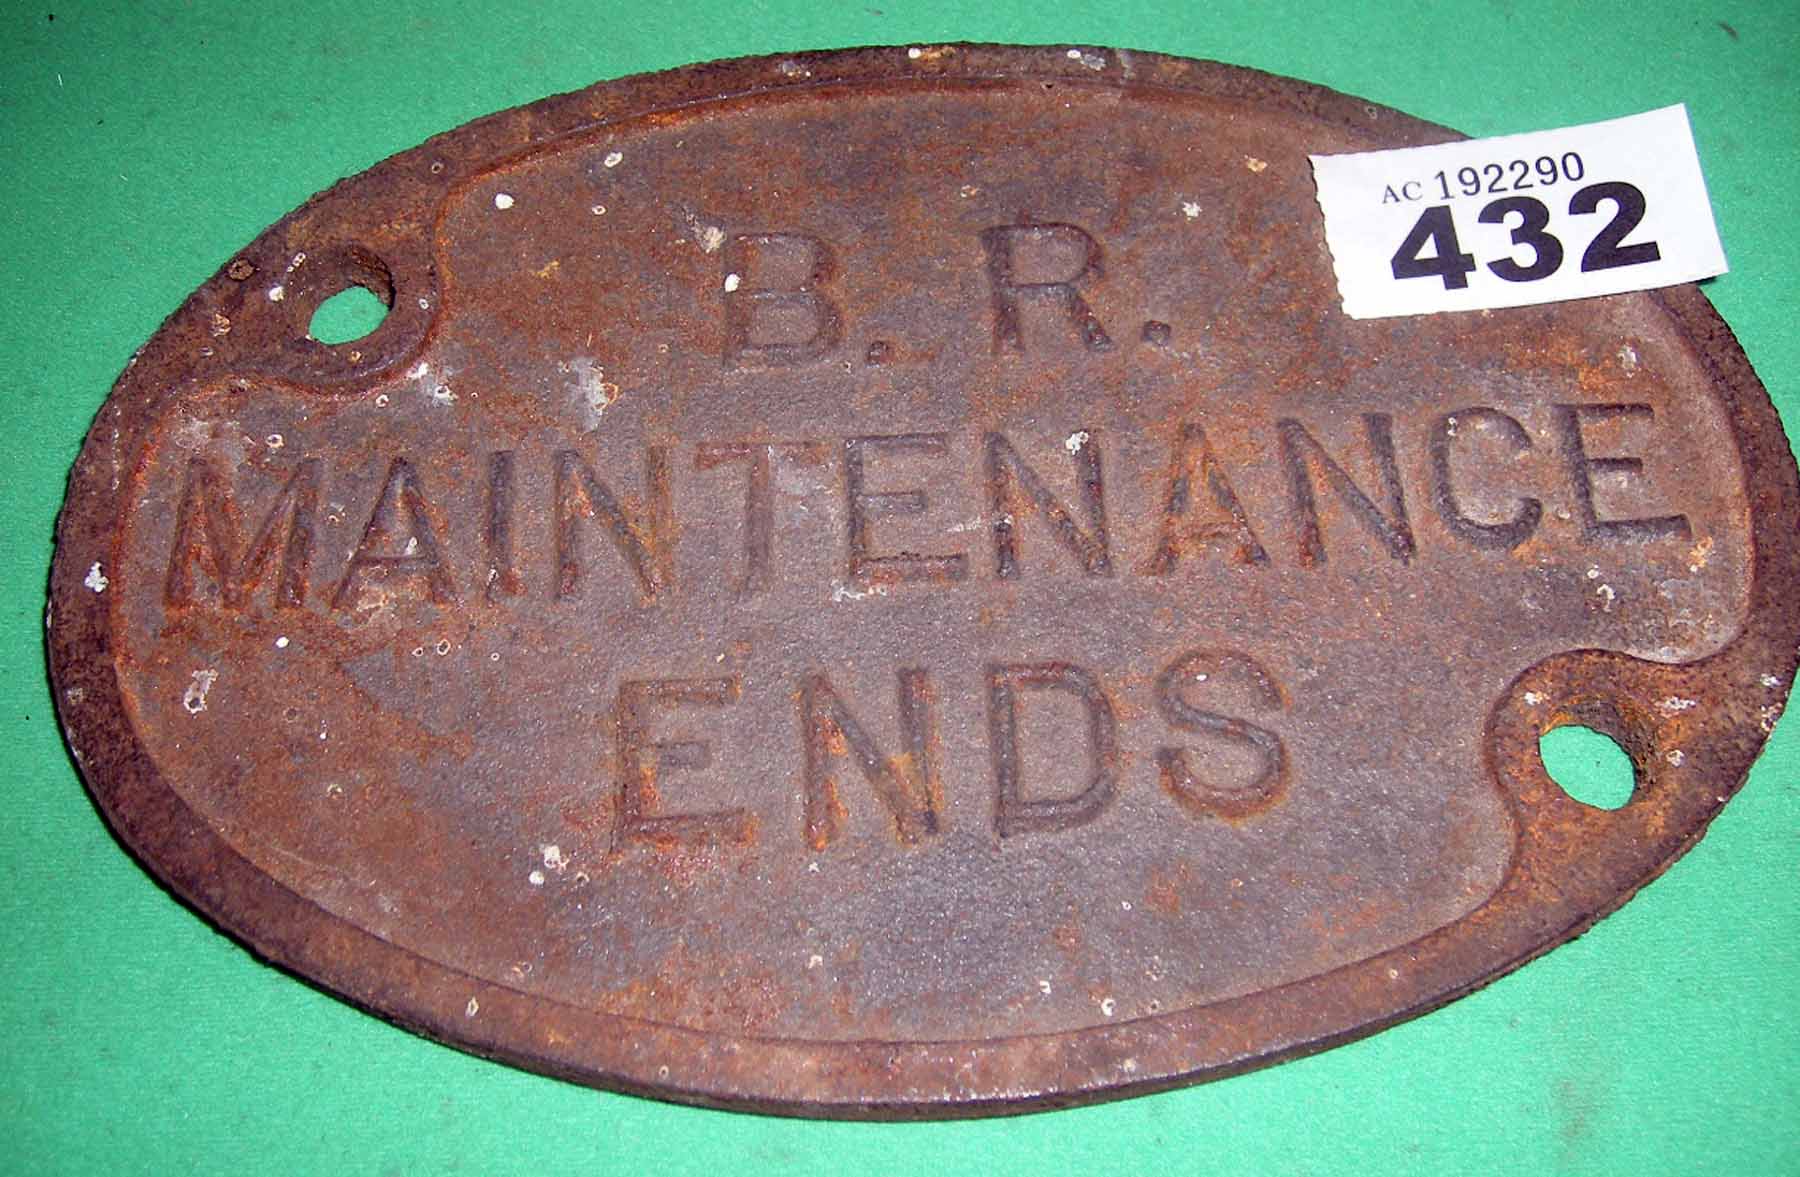 B. R.
MAINTENANCE
ENDS
AC 192290
432